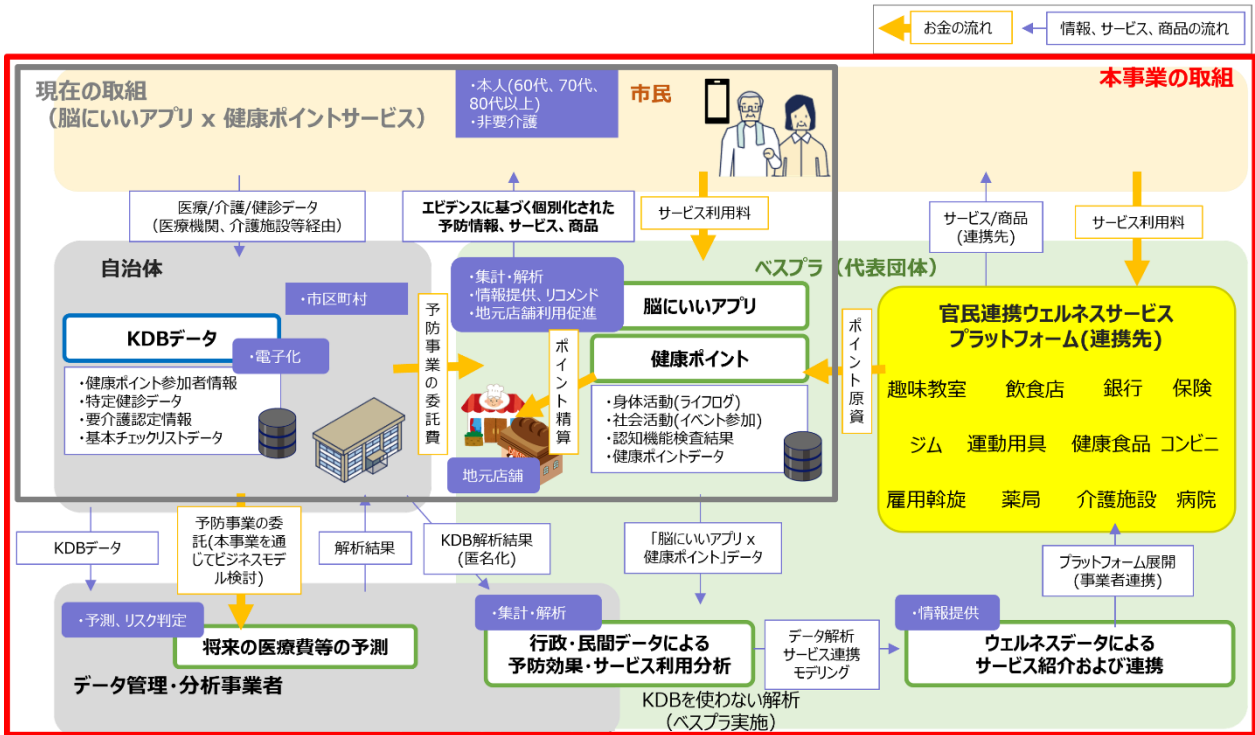 お金の流れ
情報、サービス、商品の流れ
本事業の取組
現在の取組
（脳にいいアプリ x 健康ポイントサービス）
・本人(60代、70代、
80代以上)
・非要介護
市民
医療/介護/健診データ
(医療機関、介護施設等経由)
エビデンスに基づく個別化された
予防情報、サービス、商品
サービス利用料
サービス/商品
(連携先)
サービス利用料
自治体
・市区町村
KDBデータ
・電子化
・健康ポイント参加者情報
・特定健診データ
・要介護認定情報
・基本チェックリストデータ
予防事業の委託費
ベスプラ（代表団体）
・集計・解析
・情報提供、リコメンド
・地元店舗利用促進
脳にいいアプリ
健康ポイント
・身体活動(ライフログ)
・社会活動(イベント参加)
・認知機能検査結果
・健康ポイントデータ
ポイント精算
地元店舗
ポイント原資
官民連携ウェルネスサービス
プラットフォーム(連携先)
趣味教室 飲食店 銀行 保険
ジム 運動用具 健康食品 コンビニ
雇用斡旋 薬局 介護施設 病院
KDBデータ
予防事業の委
託(本事業を通
じてビジネスモデ
ル検討)
解析結果
KDB解析結果
(匿名化)
「脳にいいアプリ x
健康ポイント」データ
プラットフォーム展開
(事業者連携)
・予測、リスク判定
将来の医療費等の予測
データ管理・分析事業者
・集計・解析
行政・民間データによる
予防効果・サービス利用分析
データ解析
サービス連携
モデリング
・情報提供
ウェルネスデータによる
サービス紹介および連携
KDBを使わない解析
（ベスプラ実施）